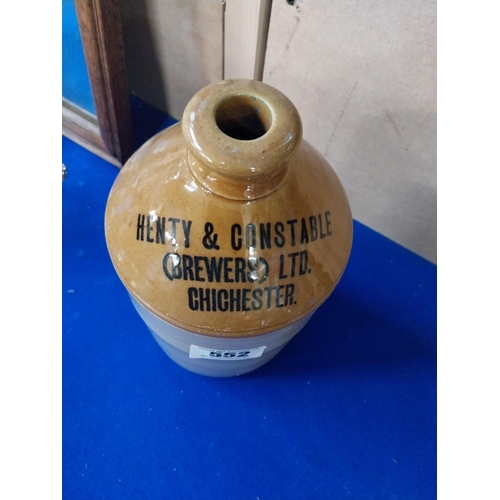 HENTY & CONSTABLE
(BREWERS) LTD.
CHICHESTER.
552